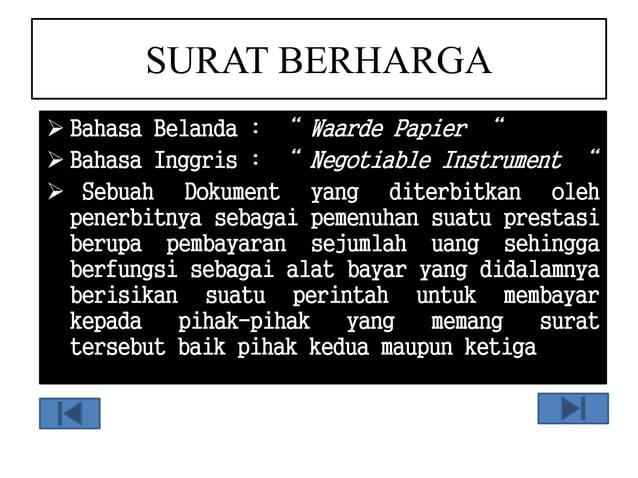 SURAT BERHARGA
➢ Bahasa Belanda : “ Waarde Papier “
➢ Bahasa Inggris : “ Negotiable Instrument “
➢ Sebuah Dokument yang diterbitkan oleh
penerbitnya sebagai pemenuhan suatu prestasi
berupa pembayaran sejumlah uang sehingga
berfungsi sebagai alat bayar yang didalamnya
berisikan suatu perintah untuk membayar
kepada pihak-pihak yang memang surat
tersebut baik pihak kedua maupun ketiga